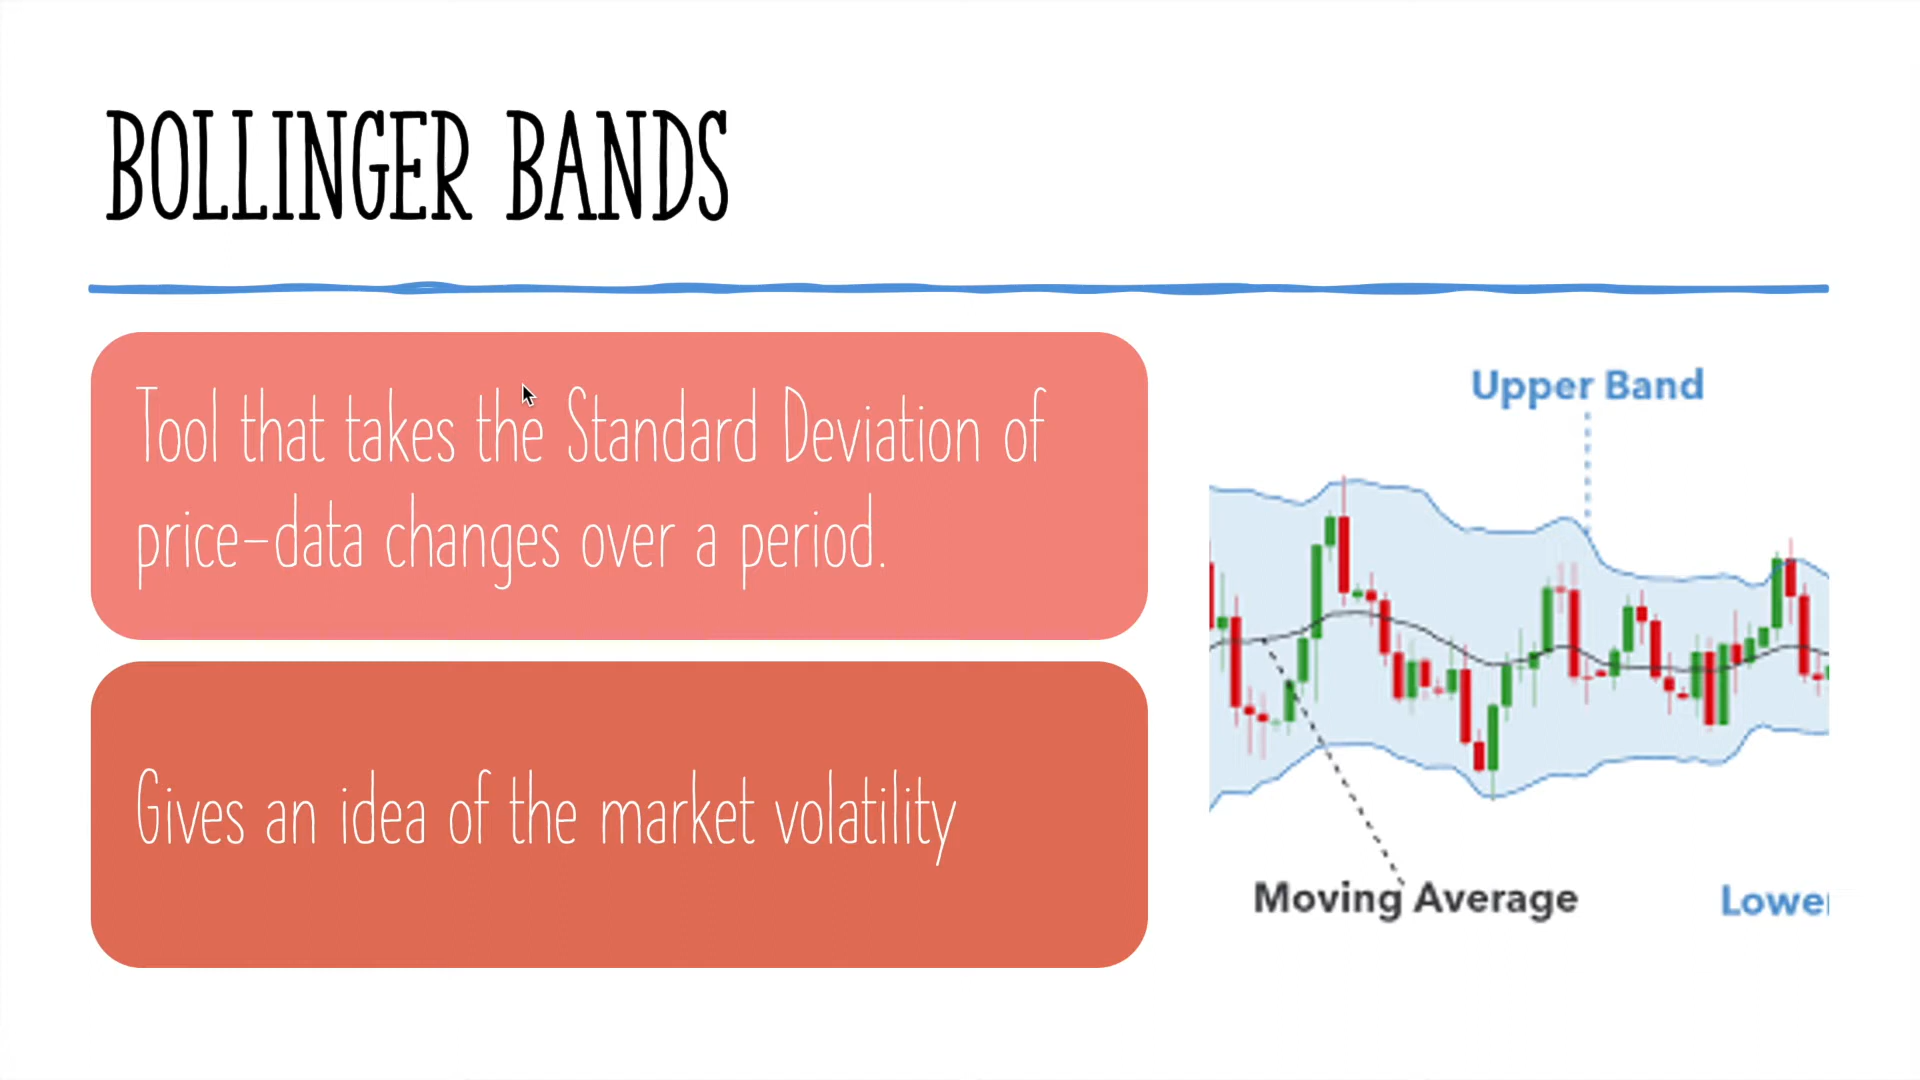 BOLLINGER BANDS
Tool that takes the Standard Deviation of
price-data changes over a period.
Gives an idea of the market volatility
Upper Band
Moving Average